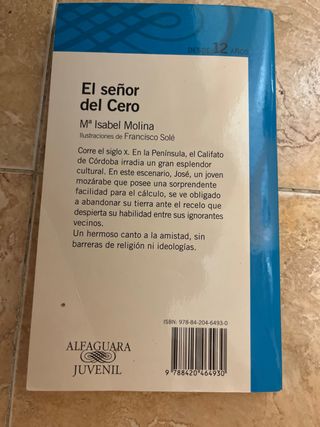 DESDE 12 AÑOS
El señor
del Cero
Mª Isabel Molina
Ilustraciones de Francisco Solé
Corre el siglo X. En la Península, el Califato
de Córdoba irradia un gran esplendor
cultural. En este escenario, José, un joven
mozárabe que posee una sorprendente
facilidad para el cálculo, se ve obligado
a abandonar su tierra ante el recelo que
despierta su habilidad entre sus ignorantes
vecinos.
Un hermoso canto a la amistad, sin
barreras de religión ni ideologías.
ISBN: 978-84-204-6493-0
ALFAGUARA
JUVENIL
9 788420 464930